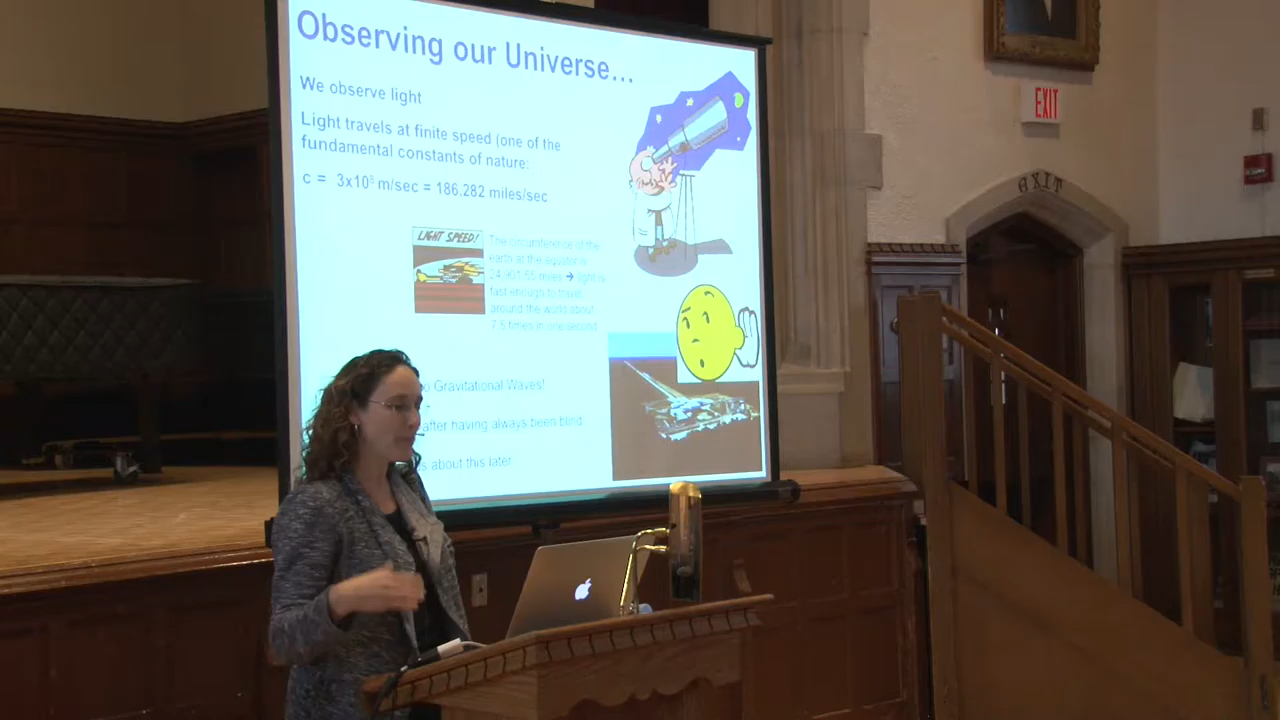 Observing our Universe...
We observe light
Light travels at finite speed (one of the
fundamental constants of nature:
c = 3x10⁸ m/sec = 186,282 miles/sec
LIGHT SPEED!
The circumference of the
earth at the equator is
24,901.55 miles → light is
fast enough to travel
around the world about
7.5 times in one second
Gravitational Waves!
after having always been blind
about this later
EXIT
EXIT